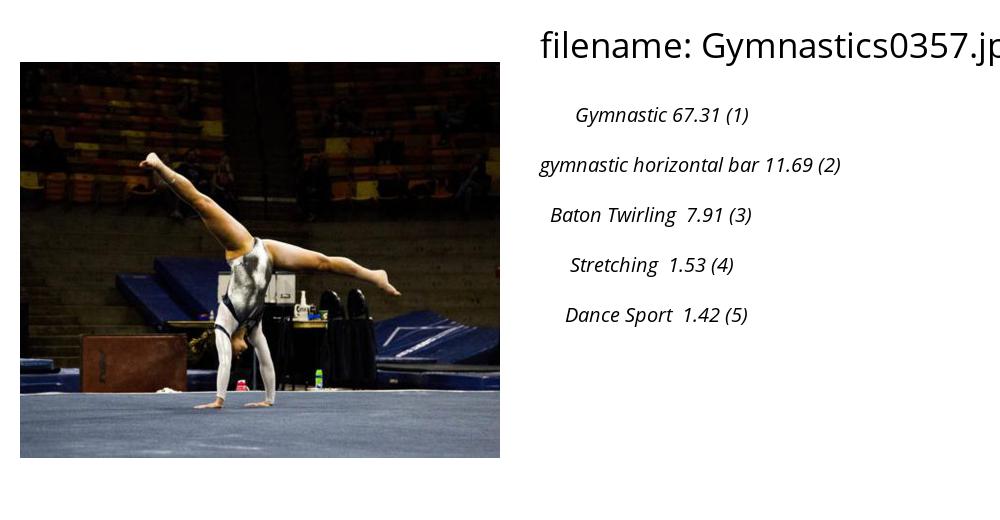 filename: Gymnastics0357.jp
Gymnastic 67.31 (1)
gymnastic horizontal bar 11.69 (2)
Baton Twirling 7.91 (3)
Stretching 1.53 (4)
Dance Sport 1.42 (5)